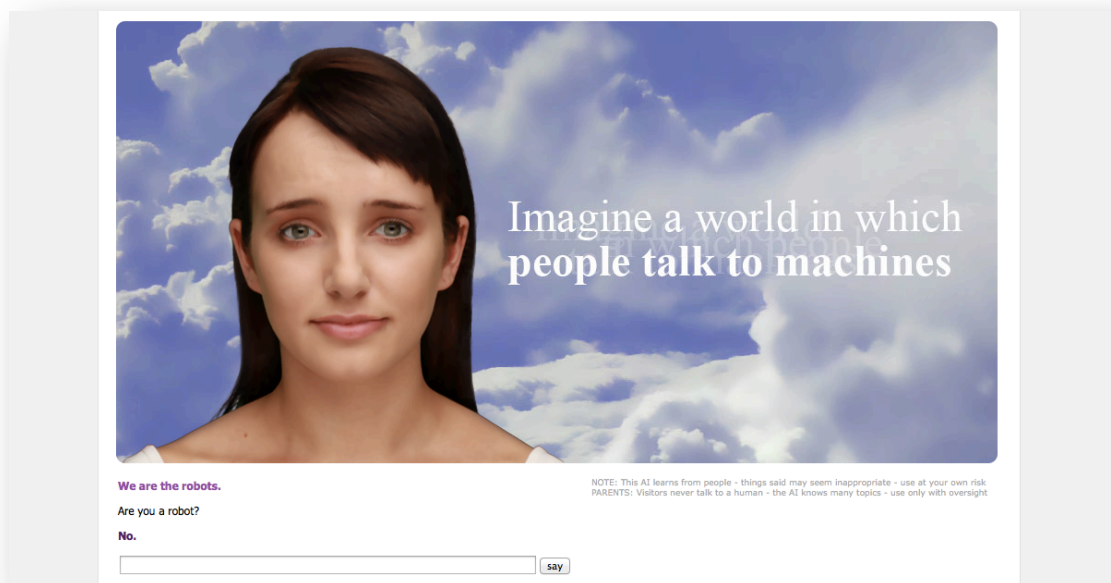 Imagine a world in which
people talk to machines
We are the robots.
NOTE: This AI learns from people - things said may seem inappropriate - use at your own risk
PARENTS: Visitors never talk to a human - the AI knows many topics - use only with oversight
Are you a robot?
No.
say